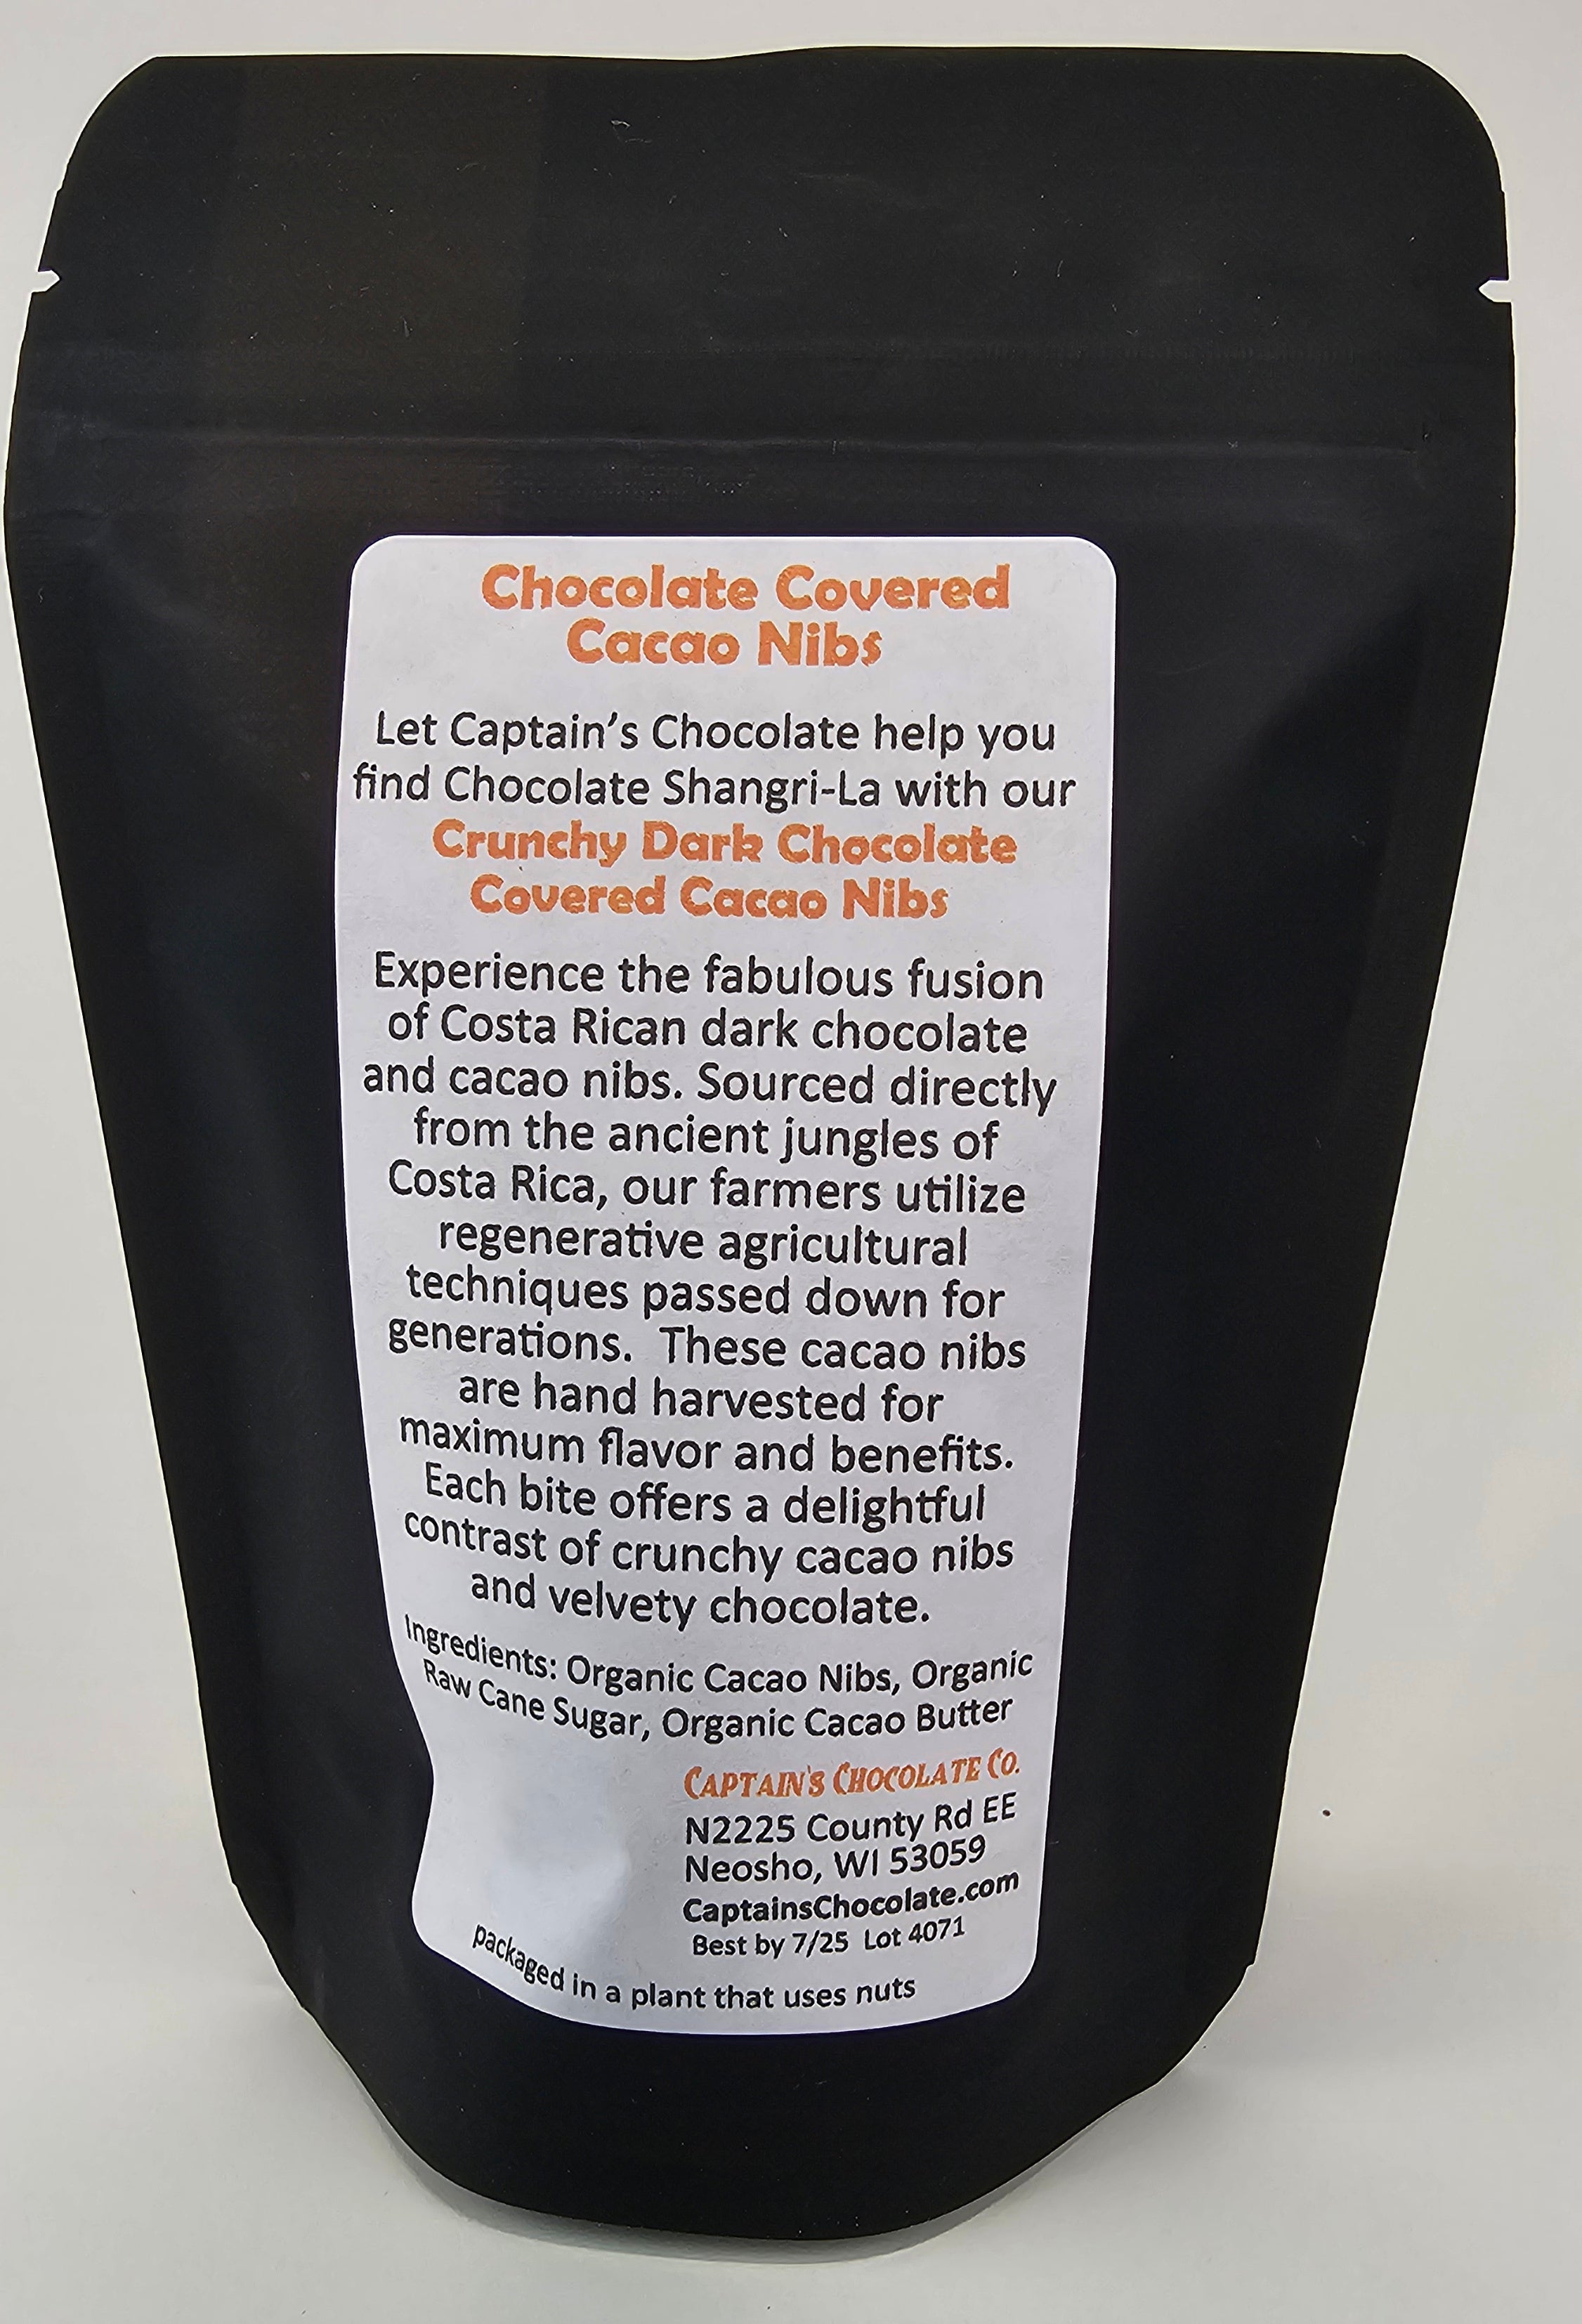 Chocolate Covered
Cacao Nibs
Let Captain’s Chocolate help you
find Chocolate Shangri-La with our
Crunchy Dark Chocolate
Covered Cacao Nibs
Experience the fabulous fusion
of Costa Rican dark chocolate
and cacao nibs. Sourced directly
from the ancient jungles of
Costa Rica, our farmers utilize
regenerative agricultural
techniques passed down for
generations.  These cacao nibs
are hand harvested for
maximum flavor and benefits.
Each bite offers a delightful
contrast of crunchy cacao nibs
and velvety chocolate.
Ingredients: Organic Cacao Nibs, Organic
Raw Cane Sugar, Organic Cacao Butter
CAPTAIN'S CHOCOLATE CO.
N2225 County Rd EE
Neosho, WI 53059
CaptainsChocolate.com
Best by 7/25  Lot 4071
packaged in a plant that uses nuts